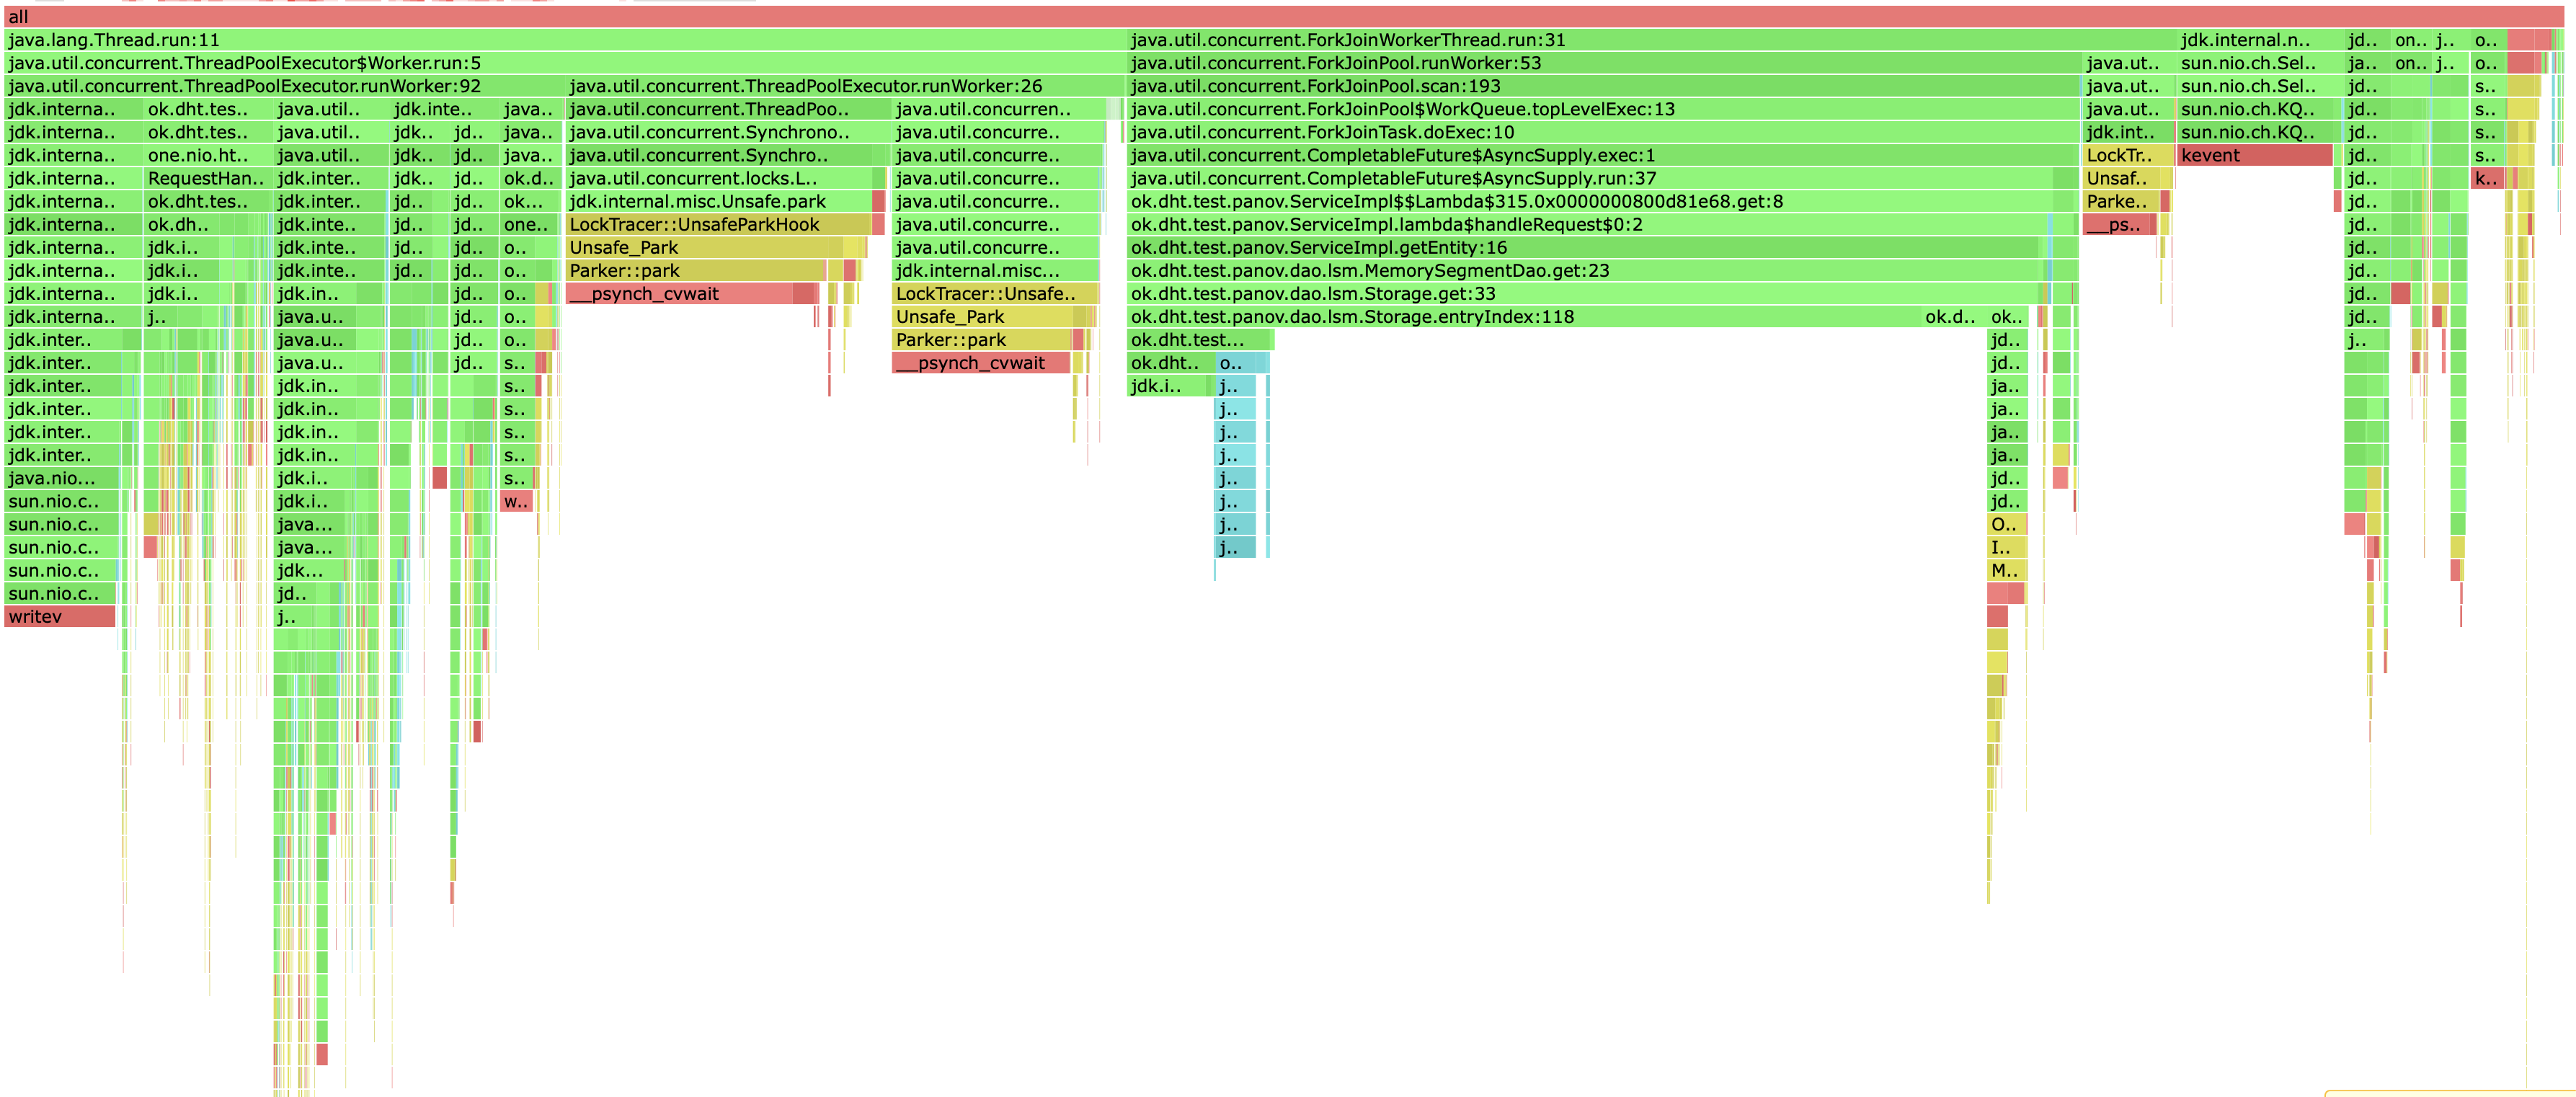 all
java.lang.Thread.run:11 java.util.concurrent.ForkJoinWorkerThread.run:31 jdk.internal.n.. jd.. on.. j.. o..
java.util.concurrent.ThreadPoolExecutor$Worker.run:5 java.util.concurrent.ForkJoinPool.runWorker:53 java.ut.. sun.nio.ch.Sel.. ja.. on.. j.. o..
java.util.concurrent.ThreadPoolExecutor.runWorker:92 java.util.concurrent.ThreadPoolExecutor.runWorker:26 java.util.concurrent.ForkJoinPool.scan:193 java.ut.. sun.nio.ch.Sel.. jd.. s..
jdk.interna.. ok.dht.tes.. java.util.. jdk.inte.. java.. java.util.concurrent.ThreadPoo.. java.util.concurren.. java.util.concurrent.ForkJoinPool$WorkQueue.topLevelExec:13 java.ut.. sun.nio.ch.KQ.. jd.. s..
jdk.interna.. ok.dht.tes.. java.util.. jdk.. jd.. java.. java.util.concurrent.Synchrono.. java.util.concurre.. java.util.concurrent.ForkJoinTask.doExec:10 jdk.int.. sun.nio.ch.KQ.. jd.. s..
jdk.interna.. one.nio.ht.. java.util.. jdk.. jd.. java.. java.util.concurrent.Synchro.. java.util.concurre.. java.util.concurrent.CompletableFuture$AsyncSupply.exec:1 LockTr.. kevent jd.. s..
jdk.interna.. RequestHan.. jdk.inter.. jdk.. jd.. ok.d.. java.util.concurrent.locks.L.. java.util.concurre.. java.util.concurrent.CompletableFuture$AsyncSupply.run:37 Unsaf.. jd.. k..
jdk.interna.. ok.dht.tes.. jdk.inter.. jd.. jd.. ok... jdk.internal.misc.Unsafe.park java.util.concurre.. ok.dht.test.panov.ServiceImpl$$Lambda$315.0x0000000800d81e68.get:8 Parke.. jd..
jdk.interna.. ok.dh.. jdk.inte.. jd.. jd.. one.. LockTracer::UnsafeParkHook java.util.concurre.. ok.dht.test.panov.ServiceImpl.lambda$handleRequest$0:2 __ps.. jd..
jdk.interna.. jdk.i.. jdk.inte.. jd.. jd.. o.. Unsafe_Park java.util.concurre.. ok.dht.test.panov.ServiceImpl.getEntity:16 jd..
jdk.interna.. jdk.i.. jdk.inte.. jd.. jd.. o.. Parker::park jdk.internal.misc... ok.dht.test.panov.dao.lsm.MemorySegmentDao.get:23 jd..
jdk.interna.. jdk.i.. jdk.in.. jd.. o.. __psynch_cvwait LockTracer::Unsafe.. ok.dht.test.panov.dao.lsm.Storage.get:33 jd..
jdk.interna.. j.. java.u.. jd.. o.. Unsafe_Park ok.dht.test.panov.dao.lsm.Storage.entryIndex:118 ok.d.. ok.. jd..
jdk.inter.. java.u.. jd.. o.. Parker::park ok.dht.test... jd.. j..
jdk.inter.. java.u.. jd.. s.. __psynch_cvwait ok.dht.. o.. jd..
jdk.inter.. jdk.in.. s.. jdk.i.. j.. ja..
jdk.inter.. jdk.in.. s.. j.. ja..
jdk.inter.. jdk.in.. s.. j.. ja..
jdk.inter.. jdk.in.. s.. j.. ja..
java.nio... jdk.i.. s.. j.. jd..
sun.nio.c.. jdk.i.. w.. j.. jd..
sun.nio.c.. java... j.. O..
sun.nio.c.. java... j.. I..
sun.nio.c.. jdk... M..
sun.nio.c.. jd..
writev j..